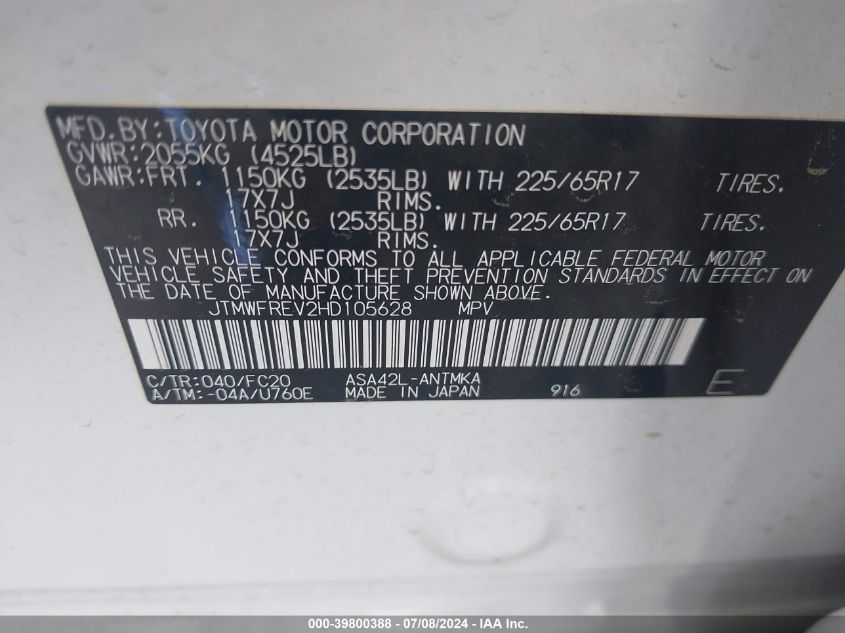 MFD.BY:TOYOTA MOTOR CORPORATION
GVWR:2055KG (4525LB)
GAWR:FRT. 1150KG (2535LB) WITH 225/65R17 TIRES.
17X7J RIMS.
RR. 1150KG (2535LB) WITH 225/65R17 TIRES.
17X7J RIMS.
THIS VEHICLE CONFORMS TO ALL APPLICABLE FEDERAL MOTOR
VEHICLE SAFETY AND THEFT PREVENTION STANDARDS IN EFFECT ON
THE DATE OF MANUFACTURE SHOWN ABOVE.
JTMWFREV2HD105628 MPV
C/TR:040/FC20 ASA42L-ANTMKA
A/TM:-04A/U760E MADE IN JAPAN 916 E
000-39800388 - 07/08/2024 - IAA Inc.